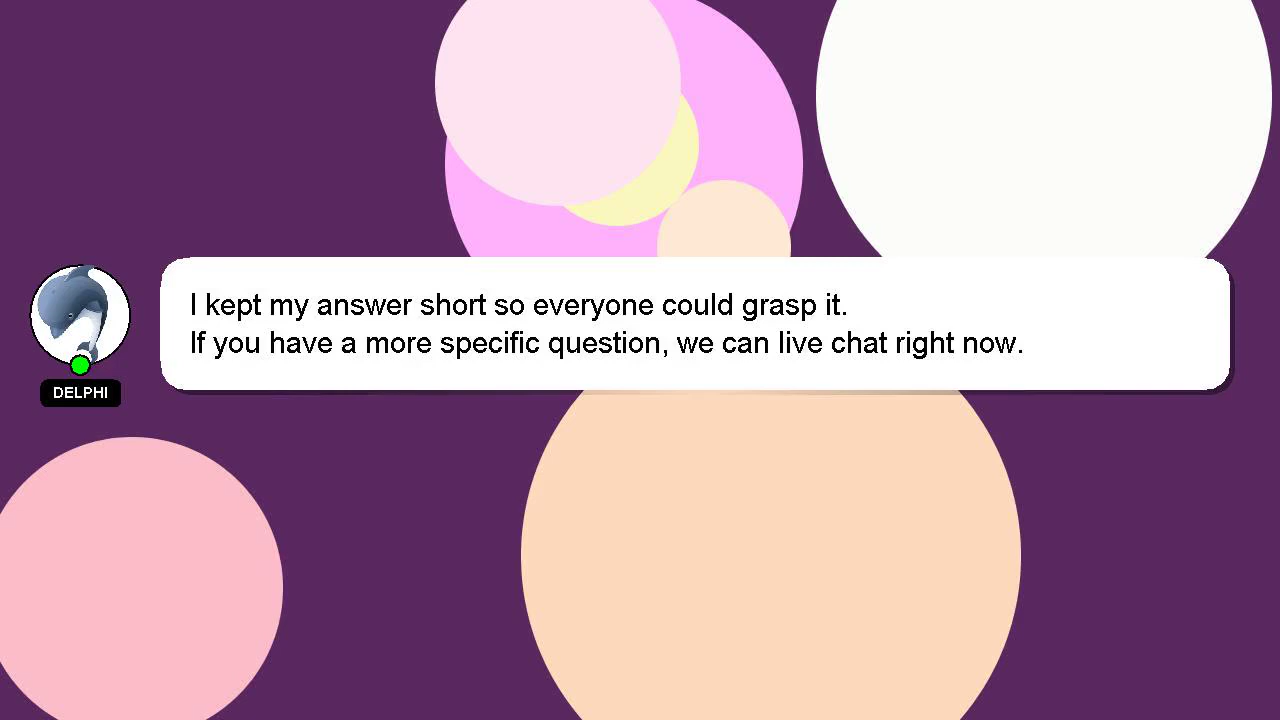 I kept my answer short so everyone could grasp it.
If you have a more specific question, we can live chat right now.
DELPHI